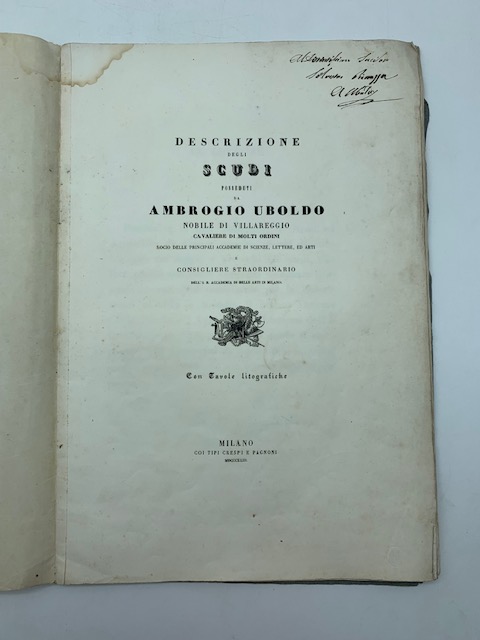 DESCRIZIONE
DEGLI
SCUDI
POSSEDUTI
DA
AMBROGIO UBOLDO
NOBILE DI VILLAREGGIO
CAVALIERE DI MOLTI ORDINI
SOCIO DELLE PRINCIPALI ACCADEMIE DI SCIENZE, LETTERE, ED ARTI
E
CONSIGLIERE STRAORDINARIO
DELL'I. R. ACCADEMIA DI BELLE ARTI IN MILANO
Con Tavole litografiche
MILANO
COI TIPI CRESPI E PAGNONI